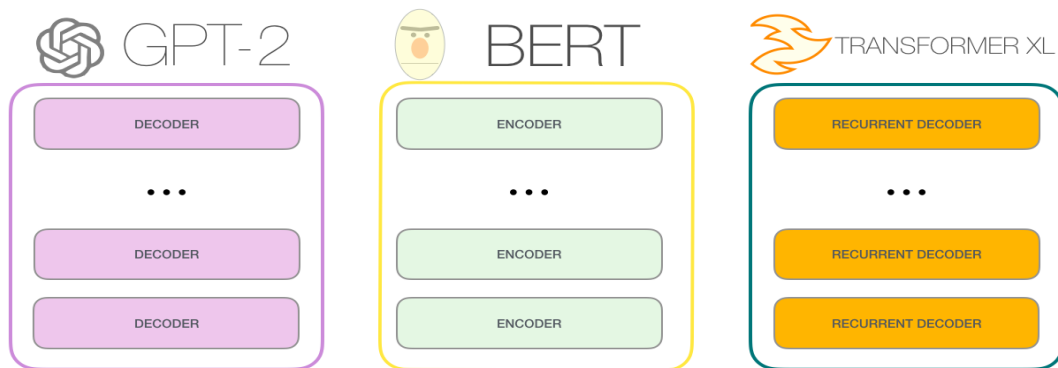 GPT-2
BERT
TRANSFORMER XL
DECODER
ENCODER
RECURRENT DECODER
...
...
...
DECODER
ENCODER
RECURRENT DECODER
DECODER
ENCODER
RECURRENT DECODER